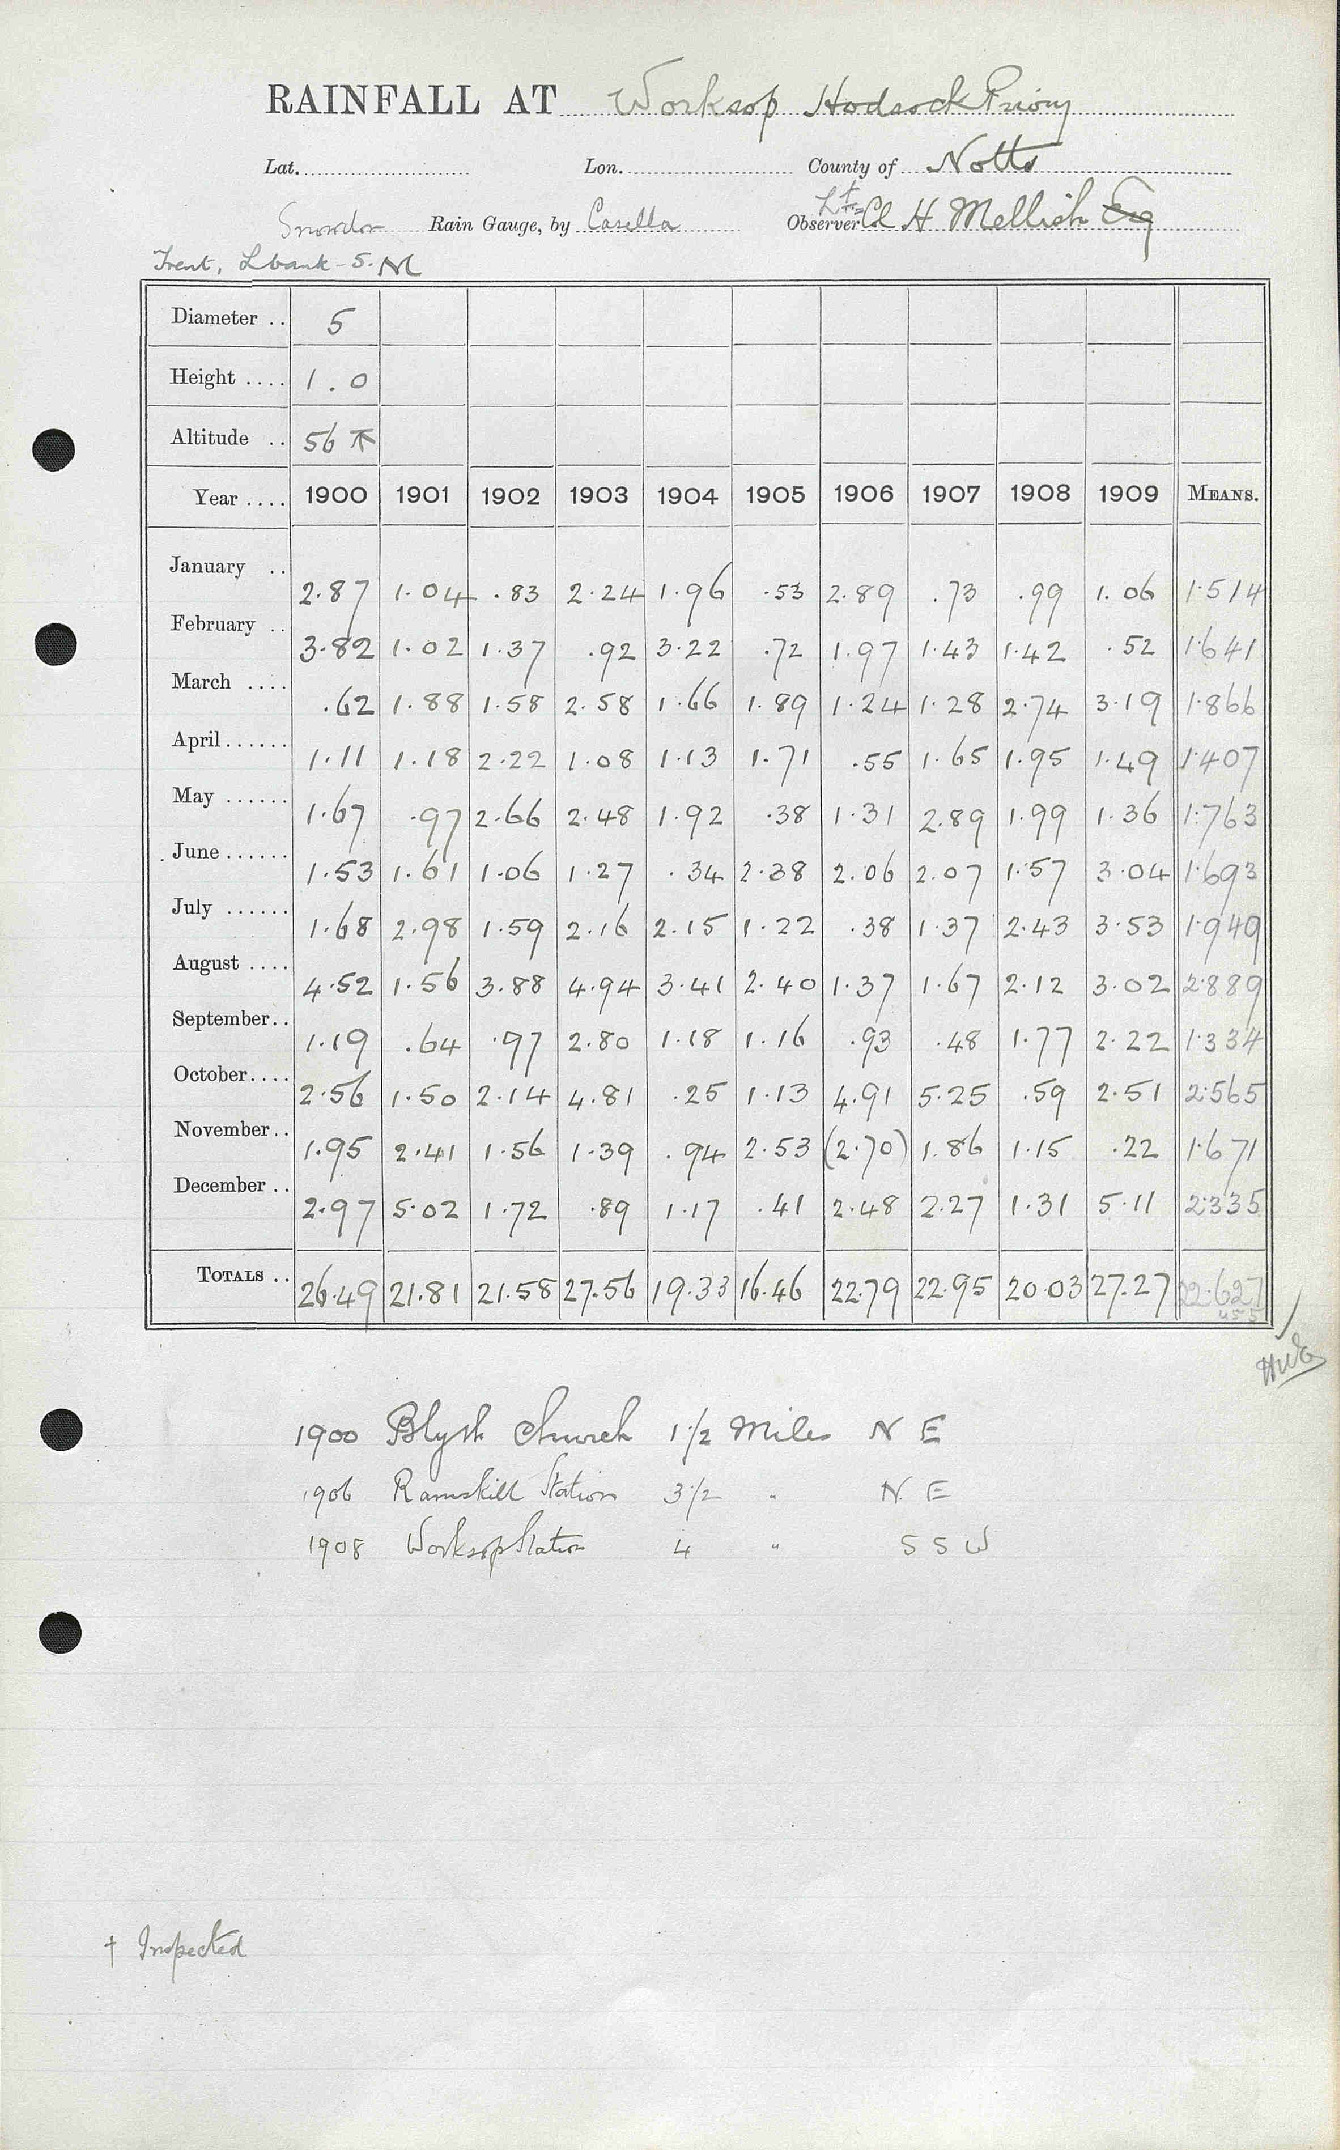 RAINFALL AT Worksop Hodsock Priory
Lat. Lon. County of Notts
Snowdon Rain Gauge, by Casella Observer Lt Col H Mellish Esq
Trent, L bank - S.
Diameter .. 5
Height .... 1.0
Altitude .. 56
Year .... 1900 1901 1902 1903 1904 1905 1906 1907 1908 1909 MEANS.
January .. 2.87 1.04 .83 2.24 1.96 .53 2.89 .73 .99 1.06 1.514
February .. 3.82 1.02 1.37 .92 3.22 .72 1.97 1.43 1.42 .52 1.641
March .... .62 1.88 1.58 2.58 1.66 1.89 1.24 1.28 2.74 3.19 1.866
April...... 1.11 1.18 2.22 1.08 1.13 1.71 .55 1.65 1.95 1.49 1.407
May ...... 1.67 .97 2.66 2.48 1.92 .38 1.31 2.89 1.99 1.36 1.763
June ...... 1.53 1.61 1.06 1.27 .34 2.38 2.06 2.07 1.57 3.04 1.693
July ...... 1.68 2.98 1.59 2.16 2.15 1.22 .38 1.37 2.43 3.53 1.949
August .... 4.52 1.56 3.88 4.94 3.41 2.40 1.37 1.67 2.12 3.02 2.889
September.. 1.19 .64 .97 2.80 1.18 1.16 .93 .48 1.77 2.22 1.334
October.... 2.56 1.50 2.14 4.81 .25 1.13 4.91 5.25 .59 2.51 2.565
November.. 1.95 2.41 1.56 1.39 .94 2.53 (2.70) 1.86 1.15 .22 1.671
December .. 2.97 5.02 1.72 .89 1.17 .41 2.48 2.27 1.31 5.11 2.335
TOTALS .. 26.49 21.81 21.58 27.56 19.33 16.46 22.79 22.95 20.03 27.27 22.627
1900 Blyth Church 1 1/2 Miles N E
1906 Ramskill Station 3 1/2 " N. E
1908 Worksop Station 4 " S S W
† Inspected